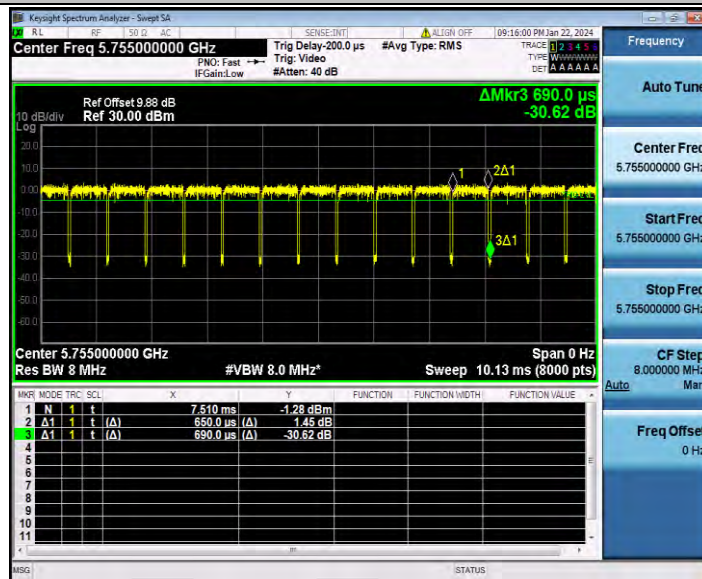 Keysight Spectrum Analyzer - Swept SA
RL RF 50 Ω AC SENSE:INT ALIGN OFF 09:16:00 PM Jan 22, 2024
Center Freq 5.755000000 GHz
PNO: Fast
IFGain:Low
Trig Delay-200.0 µs
Trig: Video
#Atten: 40 dB
#Avg Type: RMS
TRACE 1 2 3 4 5 6
TYPE W
DET A A A A A A
Frequency
Ref Offset 9.88 dB
10 dB/div Ref 30.00 dBm
Log
ΔMkr3 690.0 µs
-30.62 dB
20.0
10.0
0.00
-10.0
-20.0
-30.0
-40.0
-50.0
-60.0
1
2Δ1
3Δ1
Center 5.755000000 GHz Span 0 Hz
Res BW 8 MHz #VBW 8.0 MHz* Sweep 10.13 ms (8000 pts)
MKR MODE TRC SCL X Y FUNCTION FUNCTION WIDTH FUNCTION VALUE
1 N 1 t 7.510 ms -1.28 dBm
2 Δ1 1 t (Δ) 650.0 µs (Δ) 1.45 dB
3 Δ1 1 t (Δ) 690.0 µs (Δ) -30.62 dB
4
5
6
7
8
9
10
11
MSG STATUS
Auto Tune
Center Freq
5.755000000 GHz
Start Freq
5.755000000 GHz
Stop Freq
5.755000000 GHz
CF Step
8.000000 MHz
Auto Man
Freq Offset
0 Hz